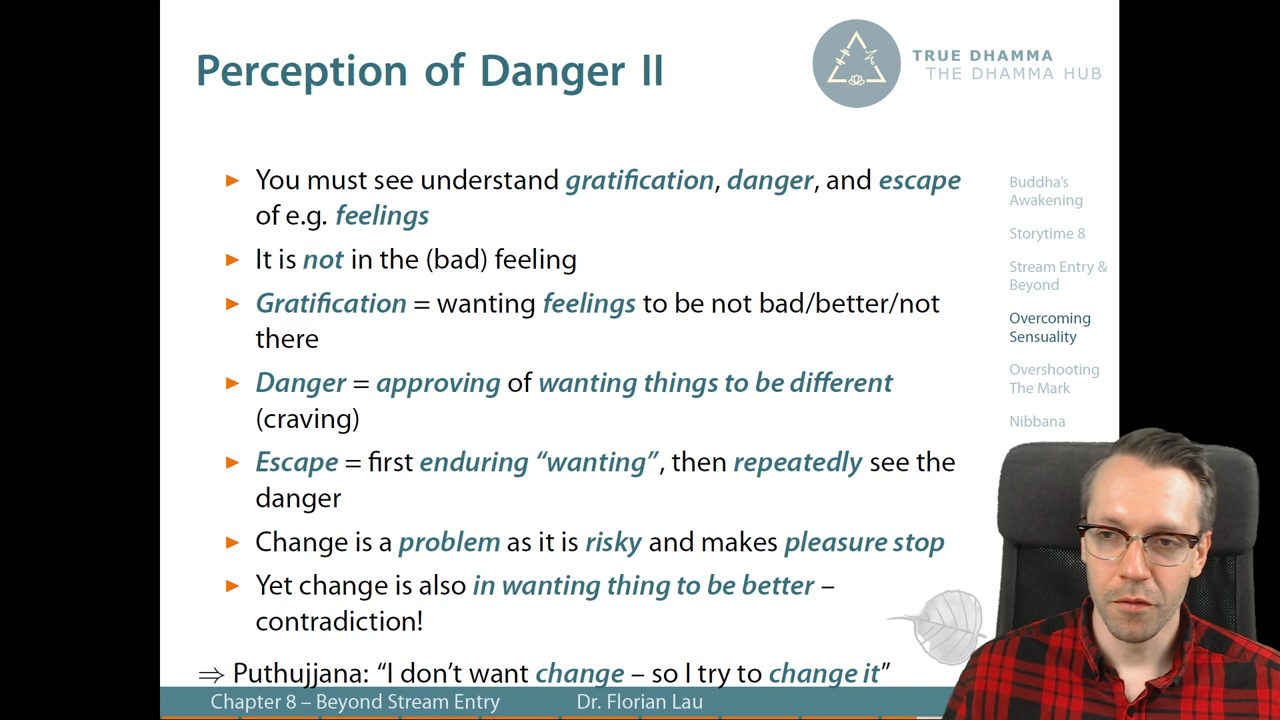 Perception of Danger II
TRUE DHAMMA
THE DHAMMA HUB
You must see understand gratification, danger, and escape
of e.g. feelings
It is not in the (bad) feeling
Gratification = wanting feelings to be not bad/better/not
there
Danger = approving of wanting things to be different
(craving)
Escape = first enduring “wanting”, then repeatedly see the
danger
Change is a problem as it is risky and makes pleasure stop
Yet change is also in wanting thing to be better –
contradiction!
⇒ Puthujjana: “I don’t want change – so I try to change it”
Buddha’s
Awakening
Storytime 8
Stream Entry &
Beyond
Overcoming
Sensuality
Overshooting
The Mark
Nibbana
Chapter 8 – Beyond Stream Entry
Dr. Florian Lau